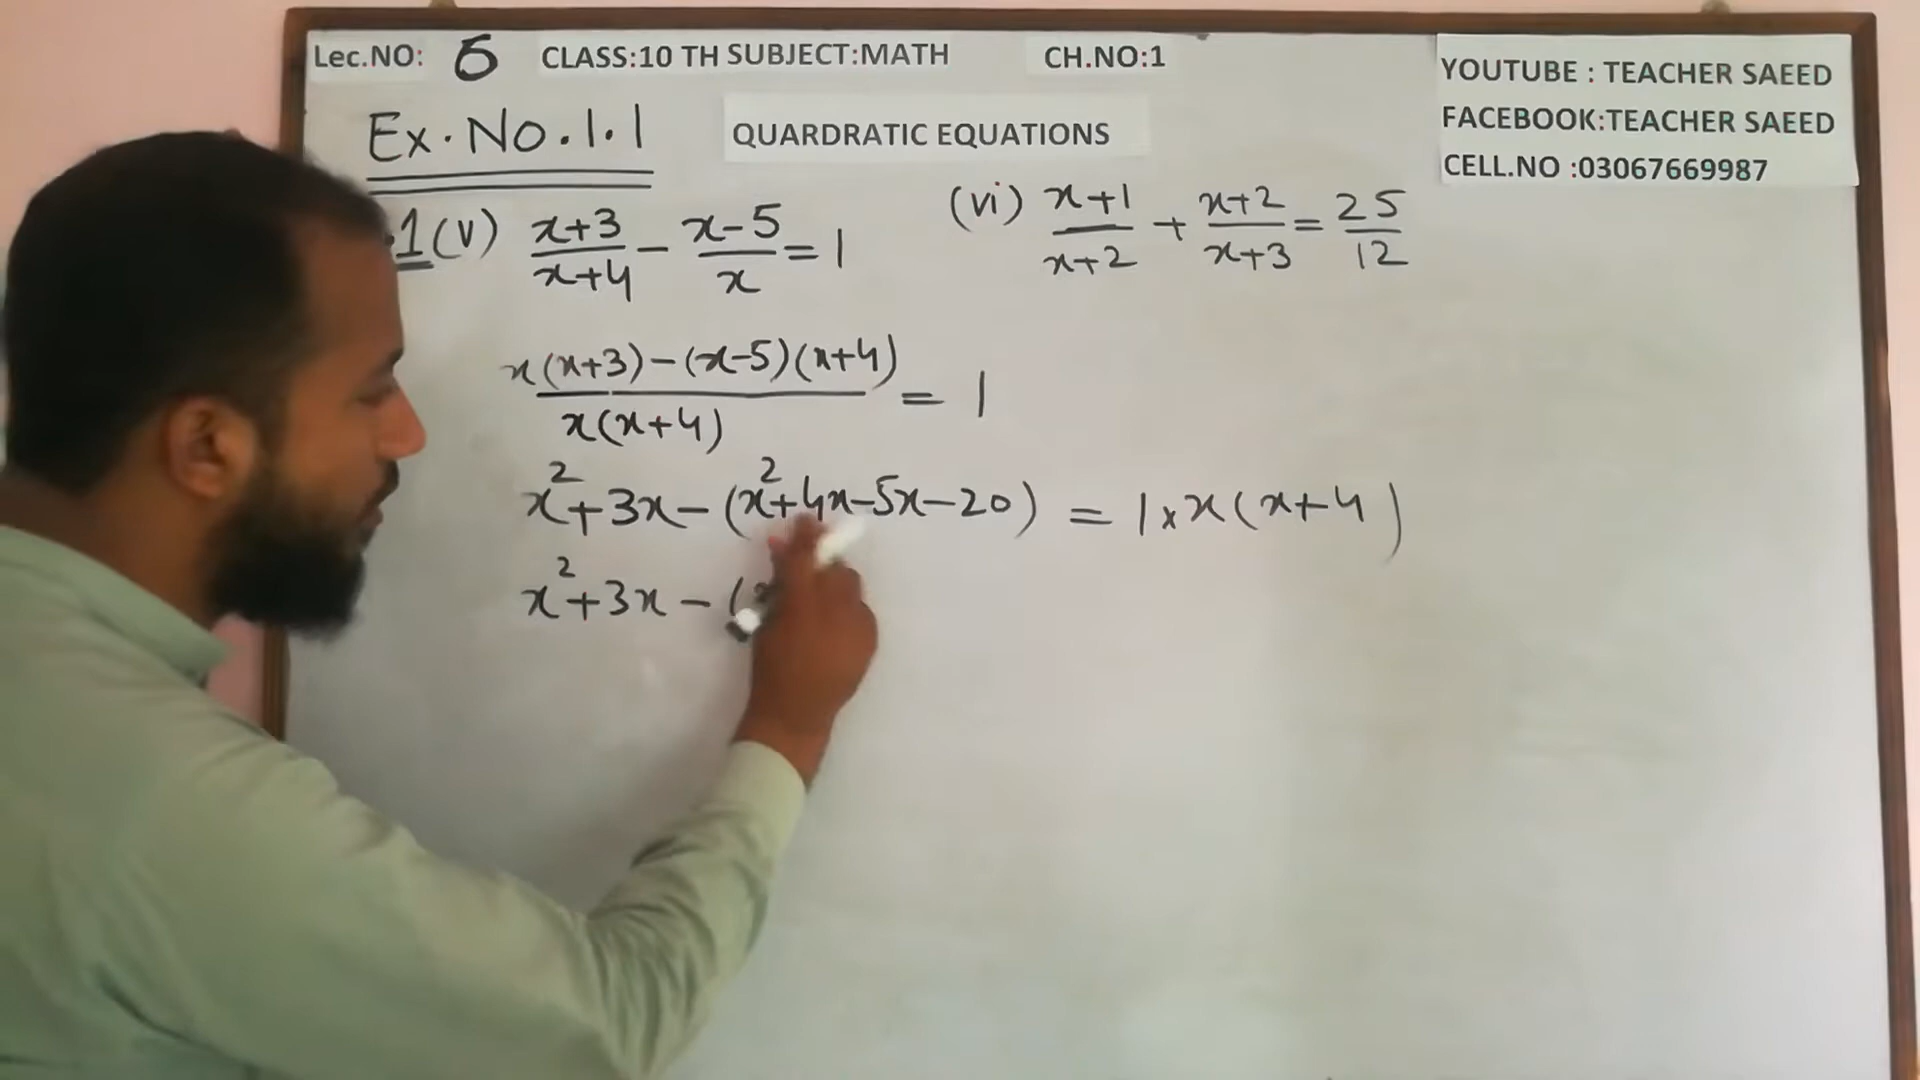 Lec.NO: 5 CLASS:10 TH SUBJECT:MATH CH.NO:1
YOUTUBE : TEACHER SAEED
FACEBOOK:TEACHER SAEED
CELL.NO :03067669987
Ex.No.1.1 QUARDRATIC EQUATIONS
.1(v) (x+3)/(x+4) - (x-5)/x = 1
(vi) (x+1)/(x+2) + (x+2)/(x+3) = 25/12
(x(x+3)-(x-5)(x+4))/(x(x+4)) = 1
x²+3x-(x²+4x-5x-20) = 1×x(x+4)
x²+3x-(